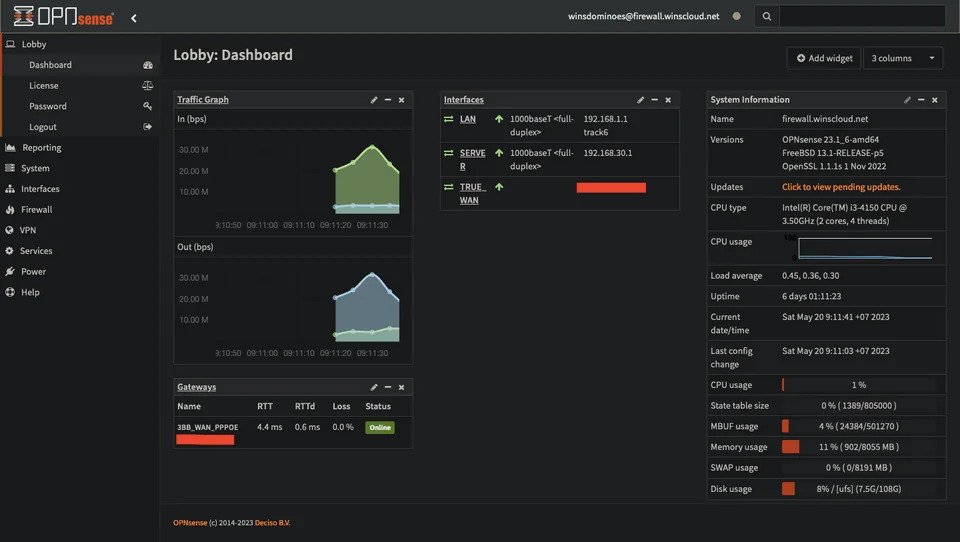 OPNsense
winsdominoes@firewall.winscloud.net
Lobby
Dashboard
License
Password
Logout
Reporting
System
Interfaces
Firewall
VPN
Services
Power
Help
Lobby: Dashboard
Add widget
3 columns
Traffic Graph
In (bps)
30.00 M
20.00 M
10.00 M
9:10:50 09:11:00 09:11:10 09:11:20 09:11:30
Out (bps)
30.00 M
20.00 M
10.00 M
9:10:50 09:11:00 09:11:10 09:11:20 09:11:30
Gateways
Name RTT RTTd Loss Status
3BB_WAN_PPPOE 4.4 ms 0.6 ms 0.0 % Online
Interfaces
LAN 1000baseT <full-duplex> 192.168.1.1
track6
SERVE
R 1000baseT <full-duplex> 192.168.30.1
TRUE_
WAN
System Information
Name firewall.winscloud.net
Versions OPNsense 23.1_6-amd64
FreeBSD 13.1-RELEASE-p5
OpenSSL 1.1.1s 1 Nov 2022
Updates Click to view pending updates.
CPU type Intel(R) Core(TM) i3-4150 CPU @
3.50GHz (2 cores, 4 threads)
CPU usage 100
0
Load average 0.45, 0.36, 0.30
Uptime 6 days 01:11:23
Current
date/time Sat May 20 9:11:41 +07 2023
Last config
change Sat May 20 9:11:03 +07 2023
CPU usage 1 %
State table size 0 % ( 1389/805000 )
MBUF usage 4 % ( 24384/501270 )
Memory usage 11 % ( 902/8055 MB )
SWAP usage 0 % ( 0/8191 MB )
Disk usage 8% / [ufs] (7.5G/108G)
OPNsense (c) 2014-2023 Deciso B.V.